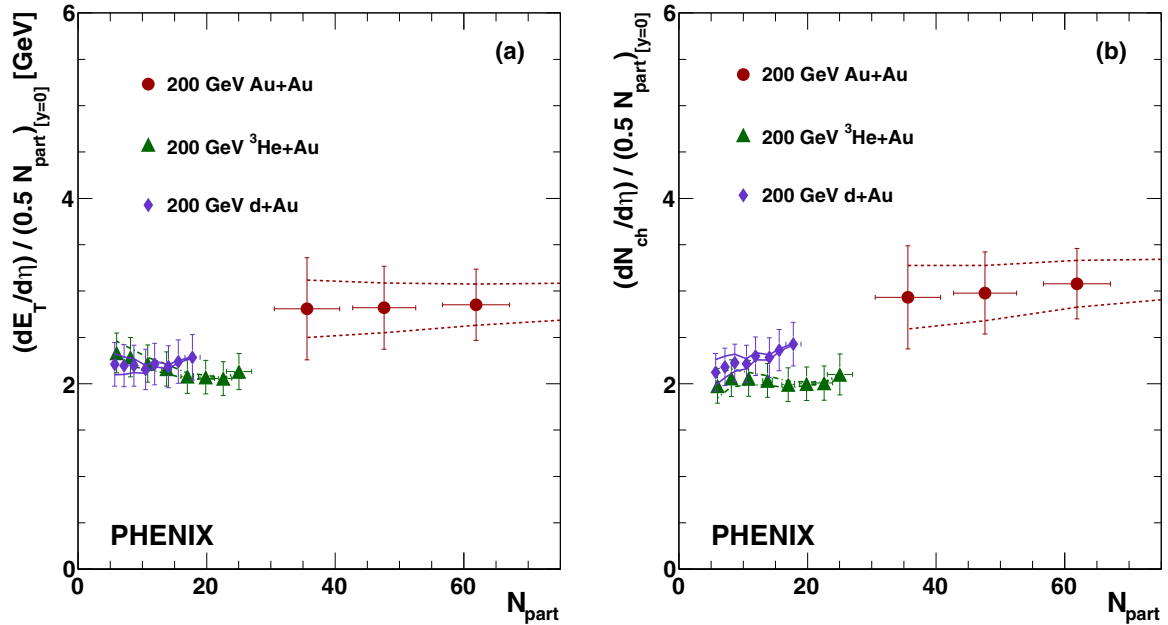 (dE_T/dη) / (0.5 N_part)_[y=0] [GeV]
6
4
2
0
(a)
200 GeV Au+Au
200 GeV ³He+Au
200 GeV d+Au
PHENIX
0
20
40
60
N_part
(dN_ch/dη) / (0.5 N_part)_[y=0]
6
4
2
0
(b)
200 GeV Au+Au
200 GeV ³He+Au
200 GeV d+Au
PHENIX
0
20
40
60
N_part